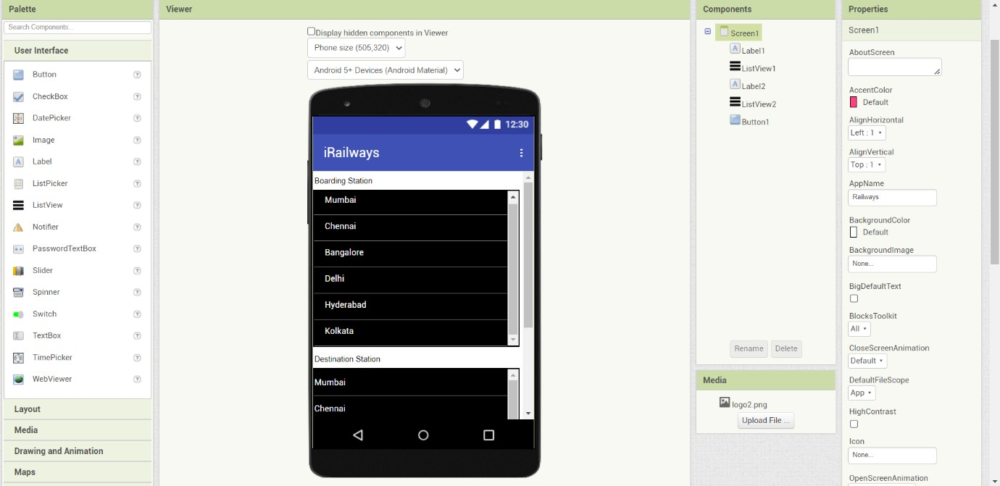 Palette
Search Components...
User Interface
Button
CheckBox
DatePicker
Image
Label
ListPicker
ListView
Notifier
PasswordTextBox
Slider
Spinner
Switch
TextBox
TimePicker
WebViewer
Layout
Media
Drawing and Animation
Maps
Viewer
Display hidden components in Viewer
Phone size (505,320)
Android 5+ Devices (Android Material)
12:30
iRailways
Boarding Station
Mumbai
Chennai
Bangalore
Delhi
Hyderabad
Kolkata
Destination Station
Mumbai
Chennai
Components
Screen1
Label1
ListView1
Label2
ListView2
Button1
Rename Delete
Media
logo2.png
Upload File ...
Properties
Screen1
AboutScreen
AccentColor
Default
AlignHorizontal
Left : 1
AlignVertical
Top : 1
AppName
Railways
BackgroundColor
Default
BackgroundImage
None...
BigDefaultText
BlocksToolkit
All
CloseScreenAnimation
Default
DefaultFileScope
App
HighContrast
Icon
None...
OpenScreenAnimation